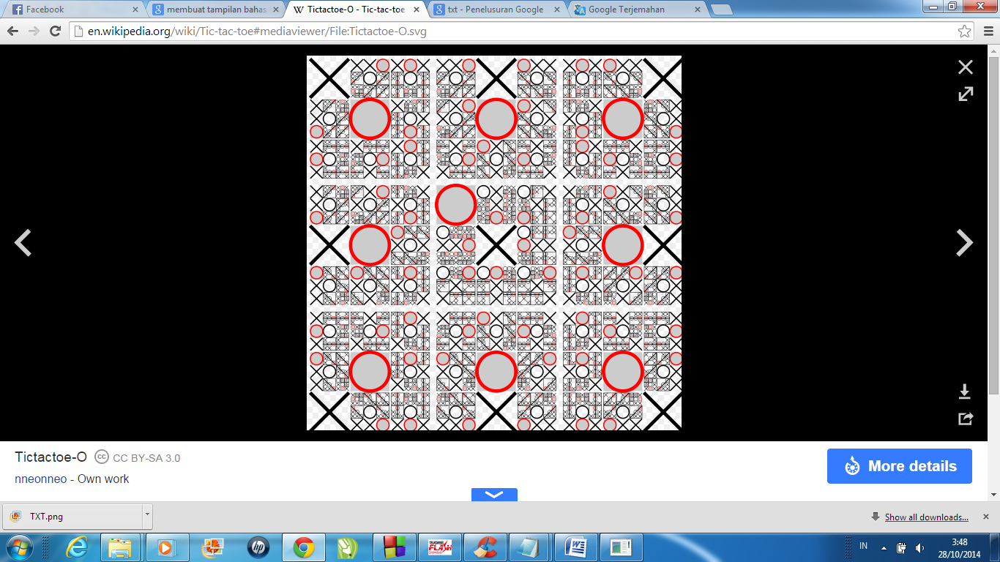 Facebook
membuat tampilan bahas
Tictactoe-O - Tic-tac-toe
txt - Penelusuran Google
Google Terjemahan
en.wikipedia.org/wiki/Tic-tac-toe#mediaviewer/File:Tictactoe-O.svg
Tictactoe-O CC BY-SA 3.0
nneonneo - Own work
More details
TXT.png
Show all downloads...
IN
3:48
28/10/2014